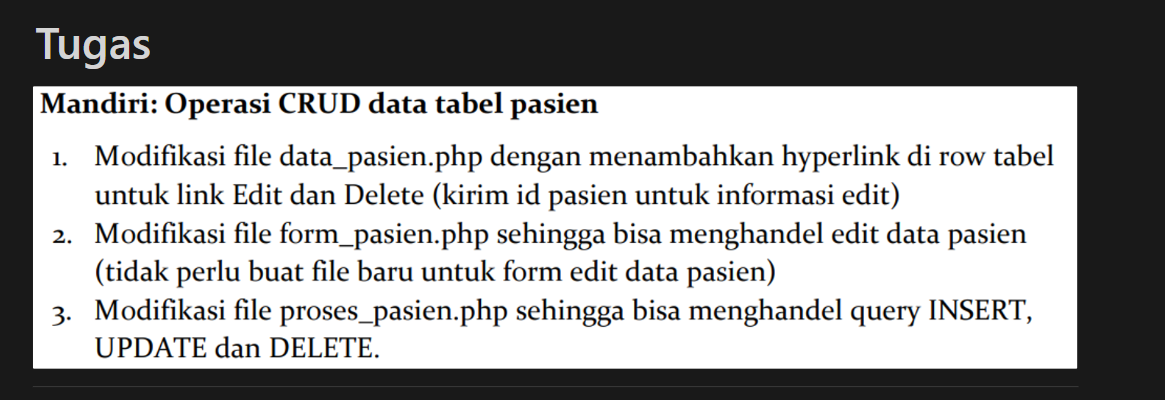 Tugas
Mandiri: Operasi CRUD data tabel pasien
1. Modifikasi file data_pasien.php dengan menambahkan hyperlink di row tabel
untuk link Edit dan Delete (kirim id pasien untuk informasi edit)
2. Modifikasi file form_pasien.php sehingga bisa menghandel edit data pasien
(tidak perlu buat file baru untuk form edit data pasien)
3. Modifikasi file proses_pasien.php sehingga bisa menghandel query INSERT,
UPDATE dan DELETE.